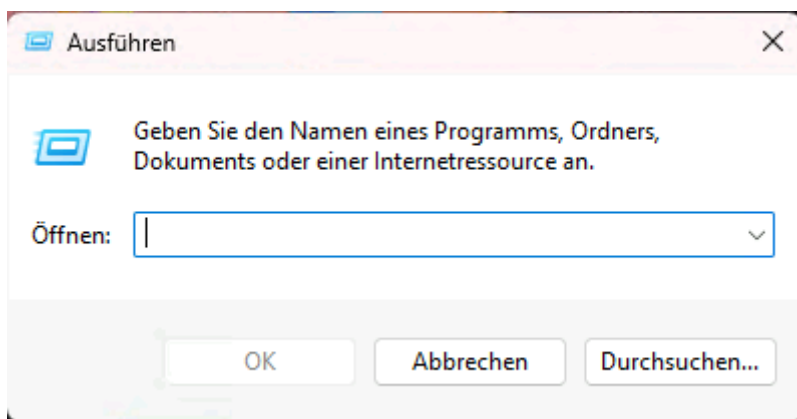 Ausführen
Geben Sie den Namen eines Programms, Ordners,
Dokuments oder einer Internetressource an.
Öffnen:
OK
Abbrechen
Durchsuchen...